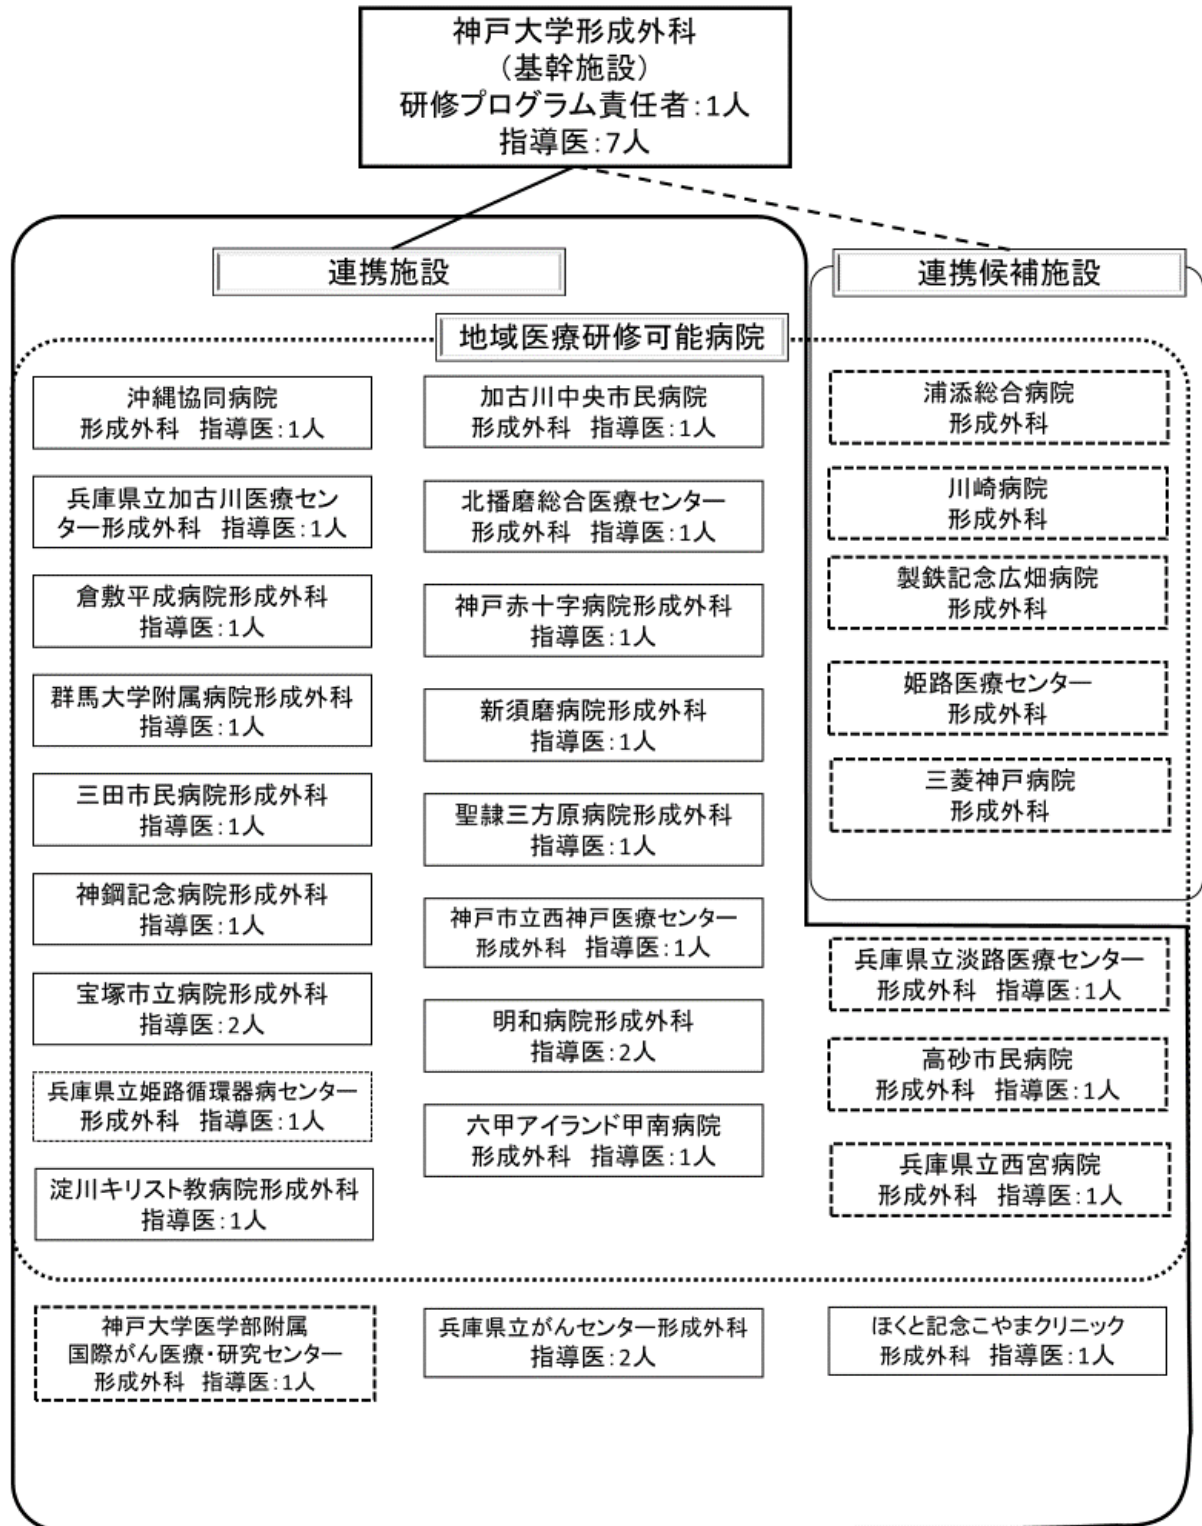 神戸大学形成外科
（基幹施設）
研修プログラム責任者：1人
指導医：7人
連携施設
連携候補施設
地域医療研修可能病院
沖縄協同病院
形成外科　指導医：1人
兵庫県立加古川医療セン
ター形成外科　指導医：1人
倉敷平成病院形成外科
指導医：1人
群馬大学附属病院形成外科
指導医：1人
三田市民病院形成外科
指導医：1人
神鋼記念病院形成外科
指導医：1人
宝塚市立病院形成外科
指導医：2人
兵庫県立姫路循環器病センター
形成外科　指導医：1人
淀川キリスト教病院形成外科
指導医：1人
加古川中央市民病院
形成外科　指導医：1人
北播磨総合医療センター
形成外科　指導医：1人
神戸赤十字病院形成外科
指導医：1人
新須磨病院形成外科
指導医：1人
聖隷三方原病院形成外科
指導医：1人
神戸市立西神戸医療センター
形成外科　指導医：1人
明和病院形成外科
指導医：2人
六甲アイランド甲南病院
形成外科　指導医：1人
浦添総合病院
形成外科
川崎病院
形成外科
製鉄記念広畑病院
形成外科
姫路医療センター
形成外科
三菱神戸病院
形成外科
兵庫県立淡路医療センター
形成外科　指導医：1人
高砂市民病院
形成外科　指導医：1人
兵庫県立西宮病院
形成外科　指導医：1人
神戸大学医学部附属
国際がん医療・研究センター
形成外科　指導医：1人
兵庫県立がんセンター形成外科
指導医：2人
ほくと記念こやまクリニック
形成外科　指導医：1人